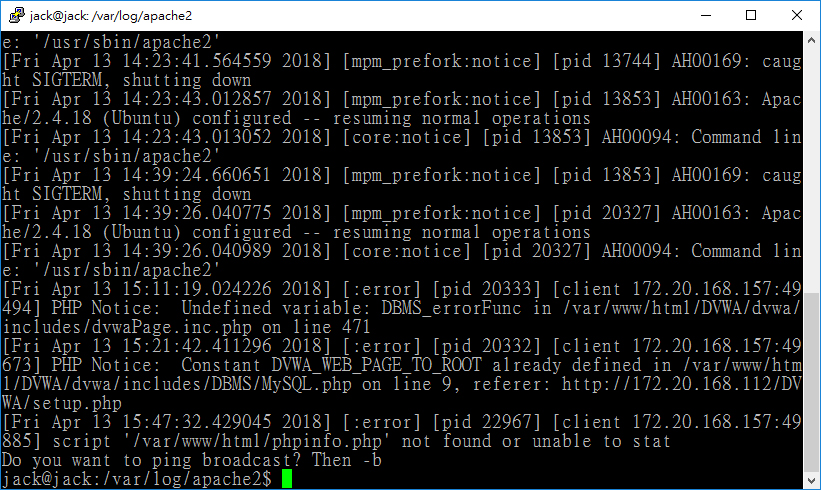 jack@jack: /var/log/apache2
e: '/usr/sbin/apache2'
[Fri Apr 13 14:23:41.564559 2018] [mpm_prefork:notice] [pid 13744] AH00169: caug
ht SIGTERM, shutting down
[Fri Apr 13 14:23:43.012857 2018] [mpm_prefork:notice] [pid 13853] AH00163: Apac
he/2.4.18 (Ubuntu) configured -- resuming normal operations
[Fri Apr 13 14:23:43.013052 2018] [core:notice] [pid 13853] AH00094: Command lin
e: '/usr/sbin/apache2'
[Fri Apr 13 14:39:24.660651 2018] [mpm_prefork:notice] [pid 13853] AH00169: caug
ht SIGTERM, shutting down
[Fri Apr 13 14:39:26.040775 2018] [mpm_prefork:notice] [pid 20327] AH00163: Apac
he/2.4.18 (Ubuntu) configured -- resuming normal operations
[Fri Apr 13 14:39:26.040989 2018] [core:notice] [pid 20327] AH00094: Command lin
e: '/usr/sbin/apache2'
[Fri Apr 13 15:11:19.024226 2018] [:error] [pid 20333] [client 172.20.168.157:49
494] PHP Notice:  Undefined variable: DBMS_errorFunc in /var/www/html/DVWA/dvwa/
includes/dvwaPage.inc.php on line 471
[Fri Apr 13 15:21:42.411296 2018] [:error] [pid 20332] [client 172.20.168.157:49
673] PHP Notice:  Constant DVWA_WEB_PAGE_TO_ROOT already defined in /var/www/htm
l/DVWA/dvwa/includes/DBMS/MySQL.php on line 9, referer: http://172.20.168.112/DV
WA/setup.php
[Fri Apr 13 15:47:32.429045 2018] [:error] [pid 22967] [client 172.20.168.157:49
885] script '/var/www/html/phpinfo.php' not found or unable to stat
Do you want to ping broadcast? Then -b
jack@jack:/var/log/apache2$